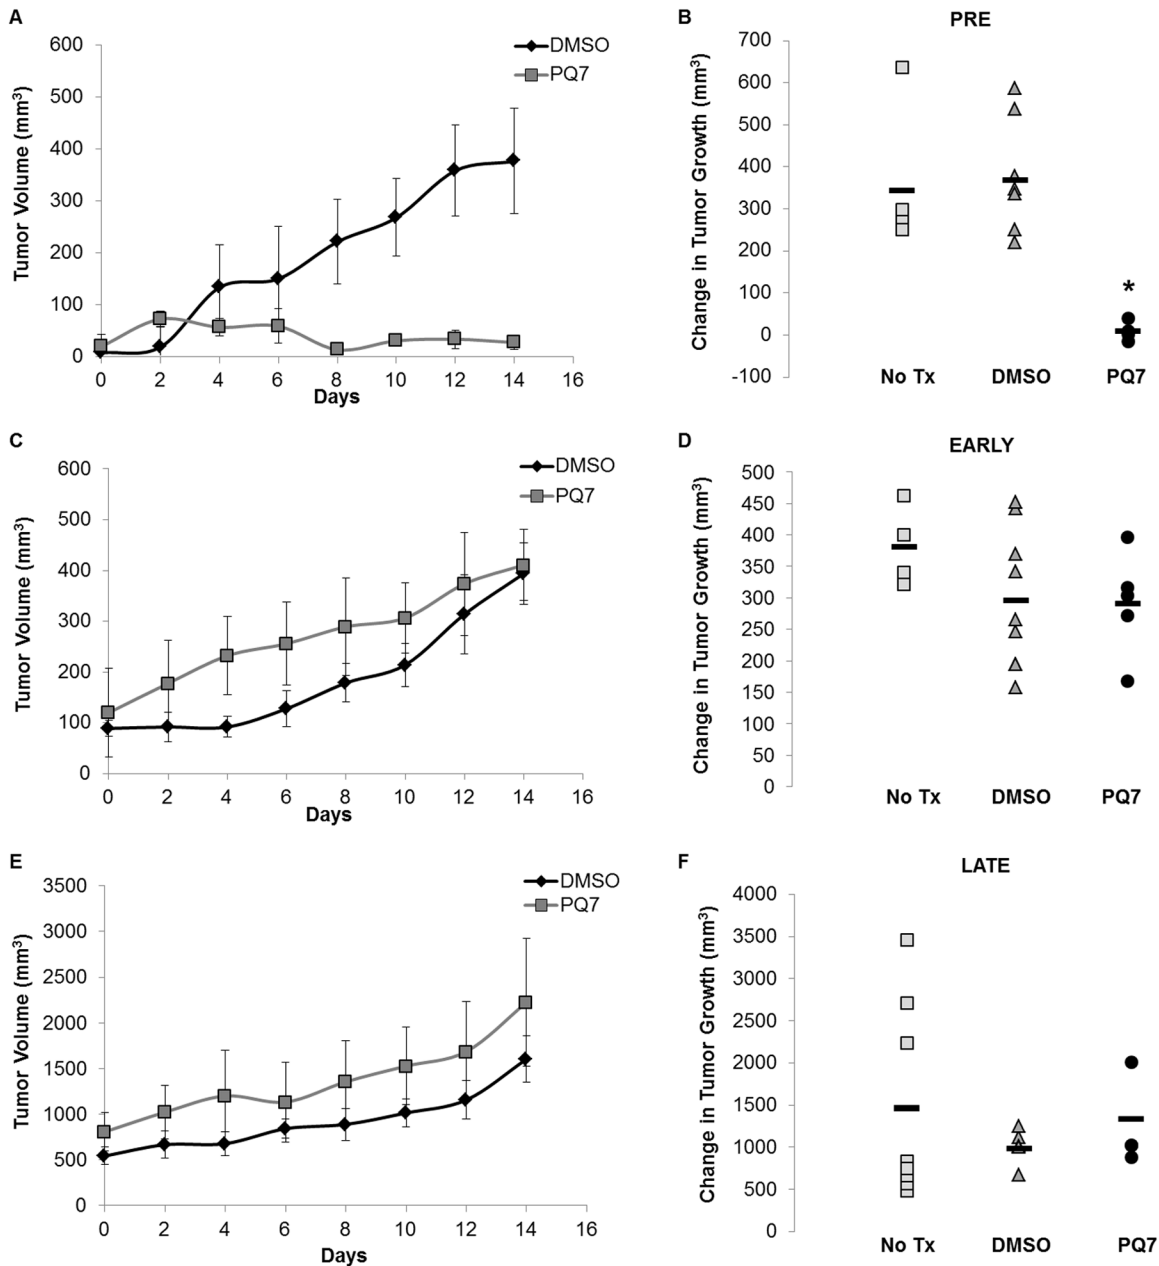 A
600
500
400
300
200
100
0
Tumor Volume (mm³)
DMSO
PQ7
0 2 4 6 8 10 12 14 16
Days
B
PRE
700
600
500
400
300
200
100
0
-100
Change in Tumor Growth (mm³)
*
No Tx DMSO PQ7
C
600
500
400
300
200
100
0
Tumor Volume (mm³)
DMSO
PQ7
0 2 4 6 8 10 12 14 16
Days
D
EARLY
500
450
400
350
300
250
200
150
100
50
0
Change in Tumor Growth (mm³)
No Tx DMSO PQ7
E
3500
3000
2500
2000
1500
1000
500
0
Tumor Volume (mm³)
DMSO
PQ7
0 2 4 6 8 10 12 14 16
Days
F
LATE
4000
3500
3000
2500
2000
1500
1000
500
0
Change in Tumor Growth (mm³)
No Tx DMSO PQ7